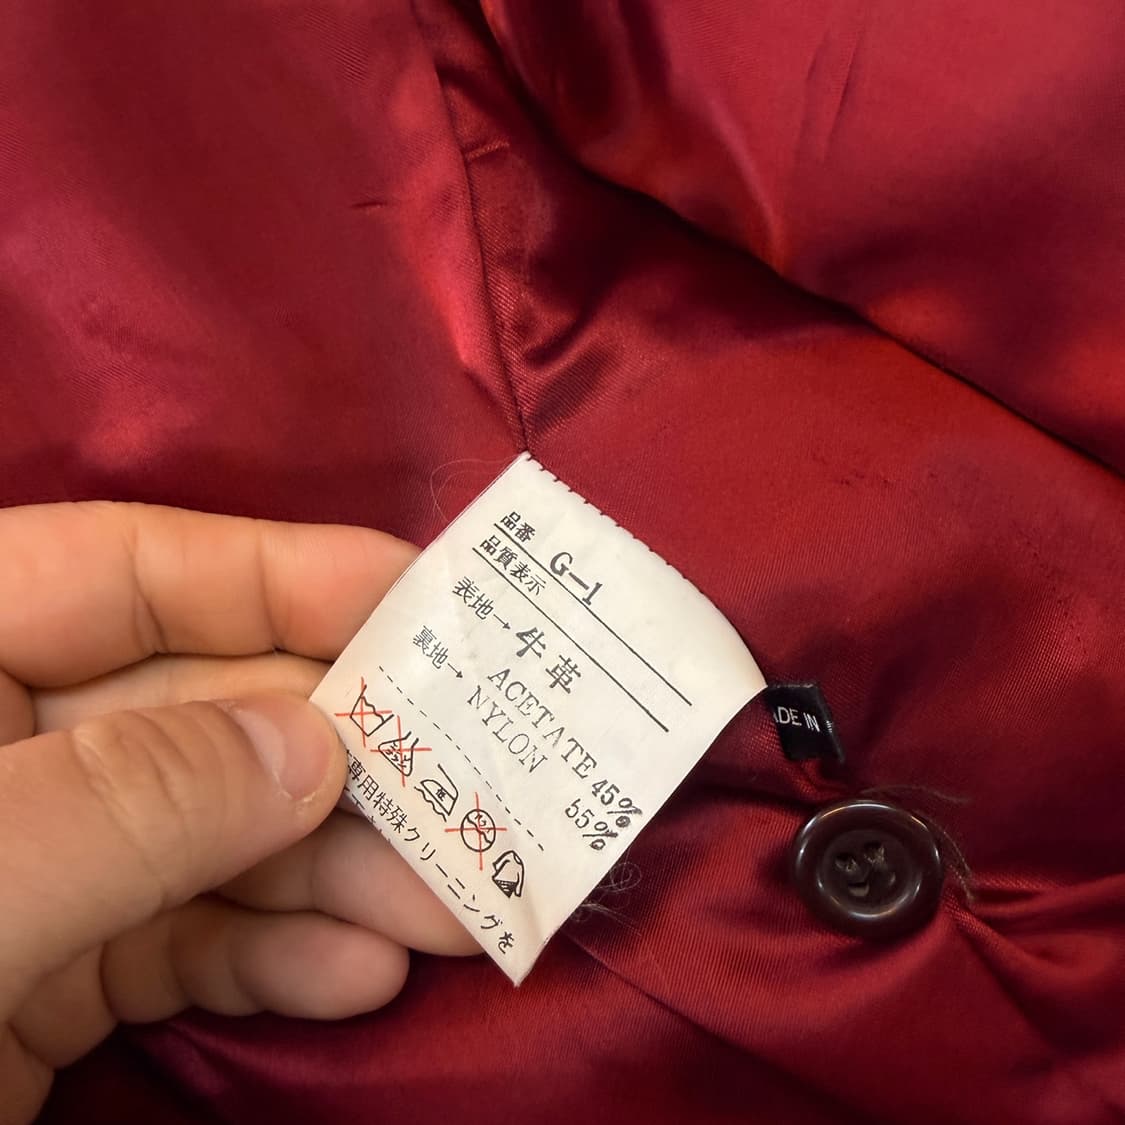 品番 G-1
品質表示
表地→牛革
裏地→ACETATE 45%
NYLON 55%
専用特殊クリーニングを
ADE IN